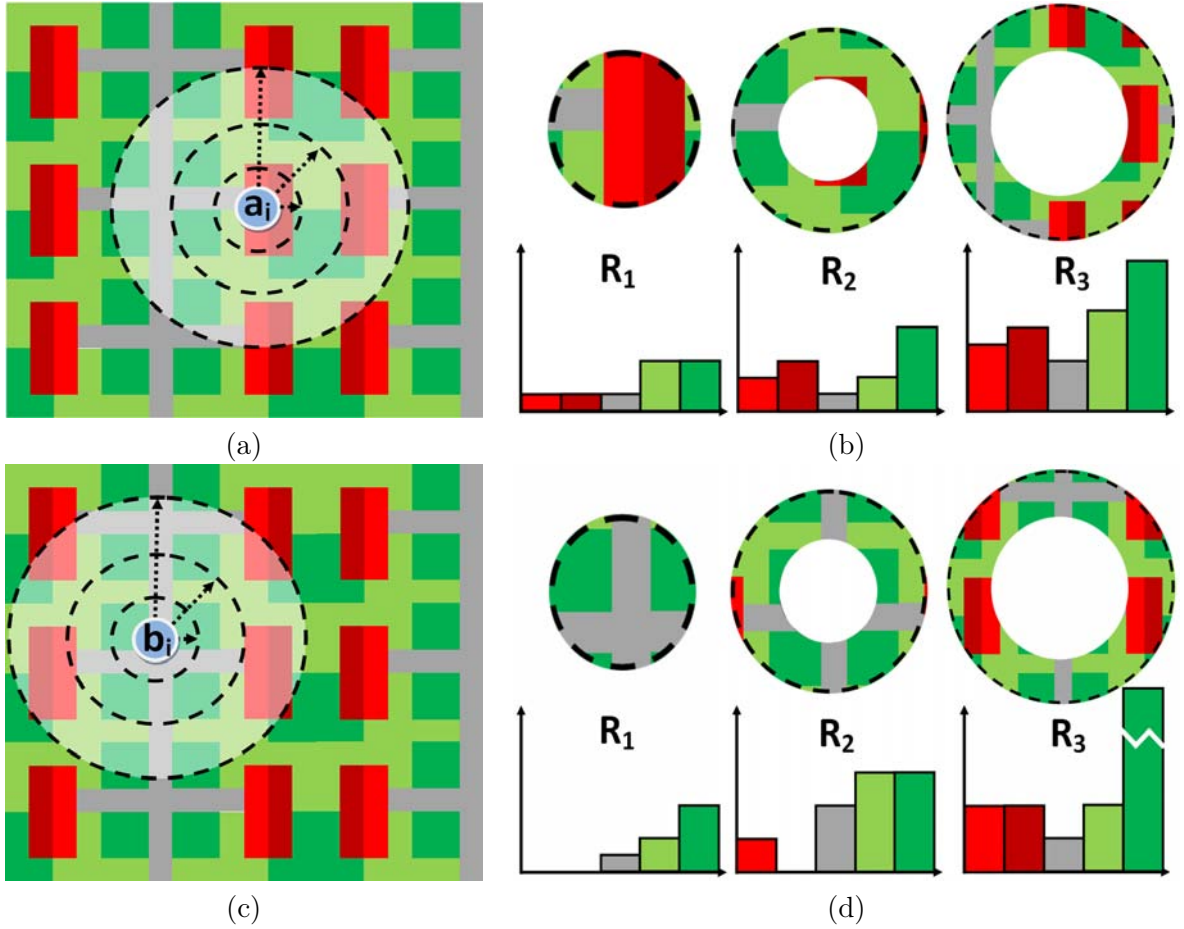 aᵢ
R₁ R₂ R₃
(a) (b)
bᵢ
R₁ R₂ R₃
(c) (d)